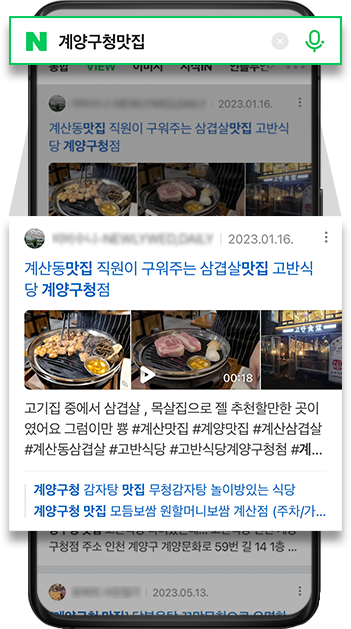 N 계양구청맛집
통합 VIEW 이미지 지식iN 인플루언서
2023.01.16.
계산동맛집 직원이 구워주는 삼겹살맛집 고반식
당 계양구청점
2023.01.16.
계산동맛집 직원이 구워주는 삼겹살맛집 고반식
당 계양구청점
00:18
고기집 중에서 삼겹살 , 목살집으로 젤 추천할만한 곳이
였어요 그럼이만 뿅 #계산맛집 #계양맛집 #계산삼겹살
#계산동삼겹살 #고반식당 #고반식당계양구청첨 #계...
계양구청 감자탕 맛집 무청감자탕 놀이방있는 식당
계양구청 맛집 모듬보쌈 원할머니보쌈 계산점 (주차/가...
구청점 주소 인천 계양구 계양문화로 59번 길 14 1층 ...
2023.05.13.